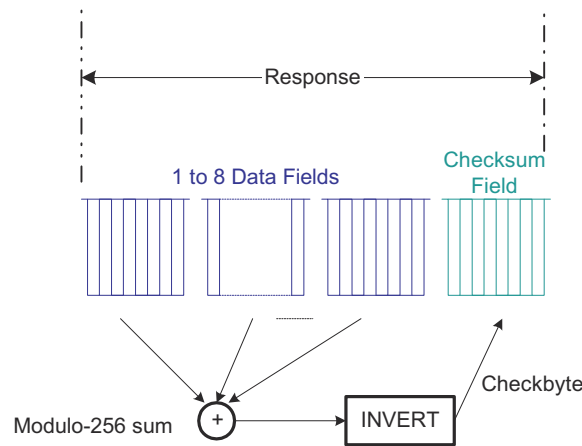 Response
1 to 8 Data Fields
Checksum
Field
Checkbyte
Modulo-256 sum
+
INVERT